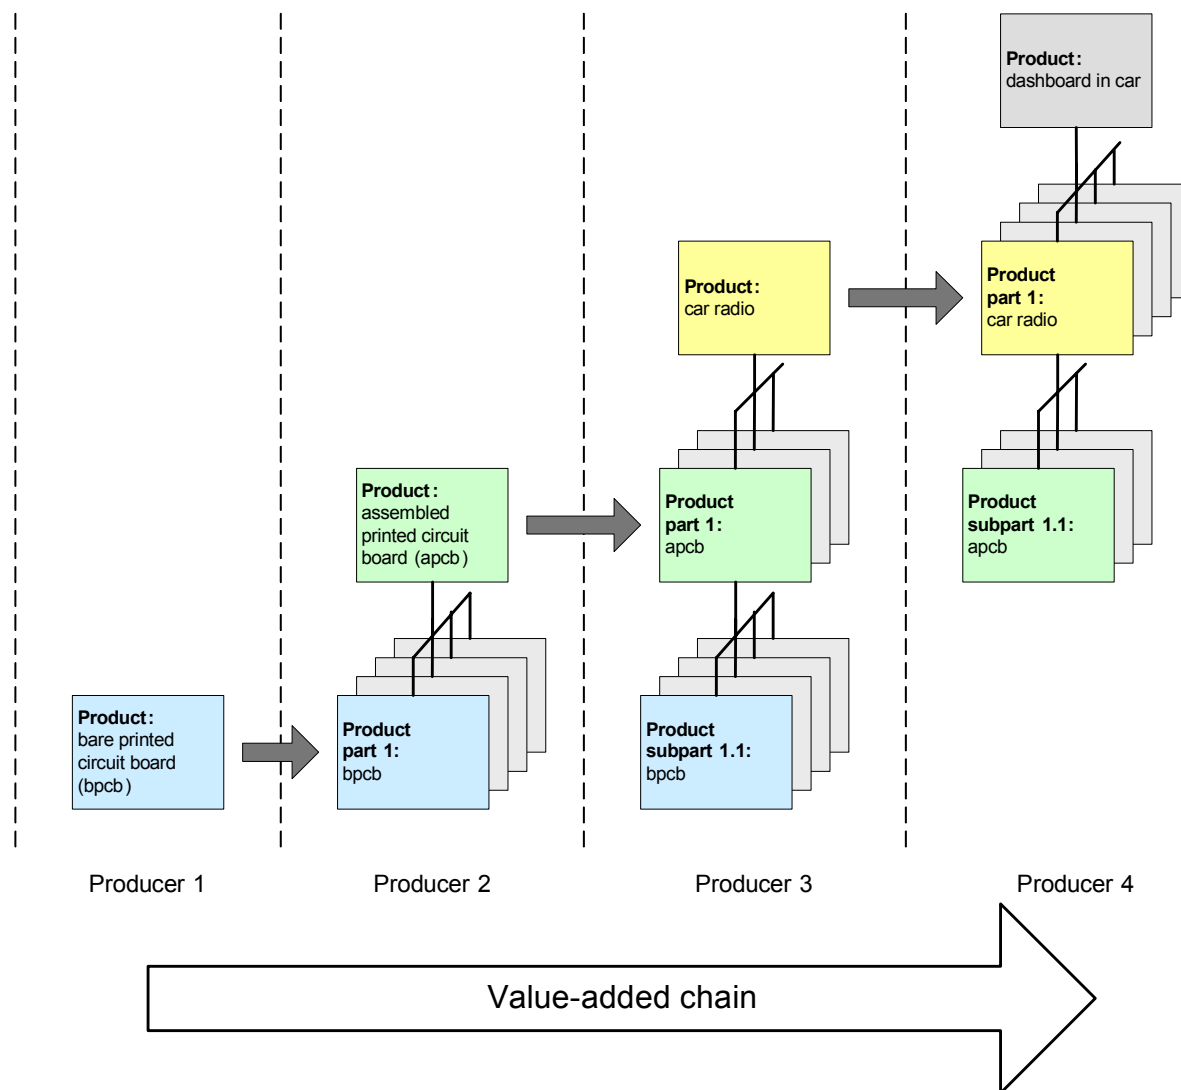 Product:
dashboard in car
Product:
car radio
Product
part 1:
car radio
Product:
assembled
printed circuit
board (apcb)
Product
part 1:
apcb
Product
subpart 1.1:
apcb
Product:
bare printed
circuit board
(bpcb)
Product
part 1:
bpcb
Product
subpart 1.1:
bpcb
Producer 1
Producer 2
Producer 3
Producer 4
Value-added chain